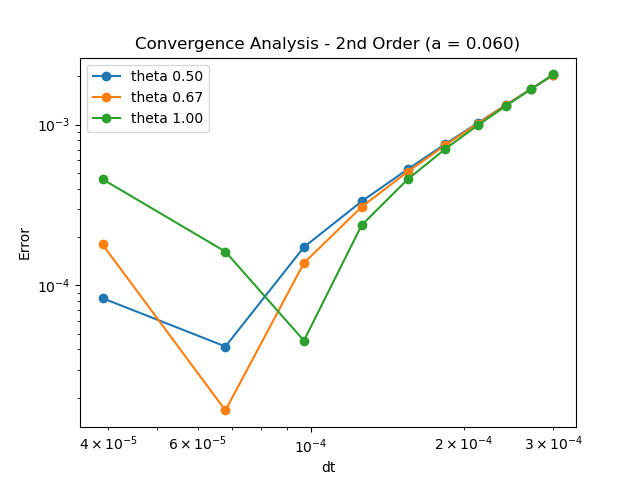 Convergence Analysis - 2nd Order (a = 0.060)
theta 0.50
theta 0.67
theta 1.00
Error
10⁻³
10⁻⁴
4 × 10⁻⁵ 6 × 10⁻⁵ 10⁻⁴ 2 × 10⁻⁴ 3 × 10⁻⁴
dt